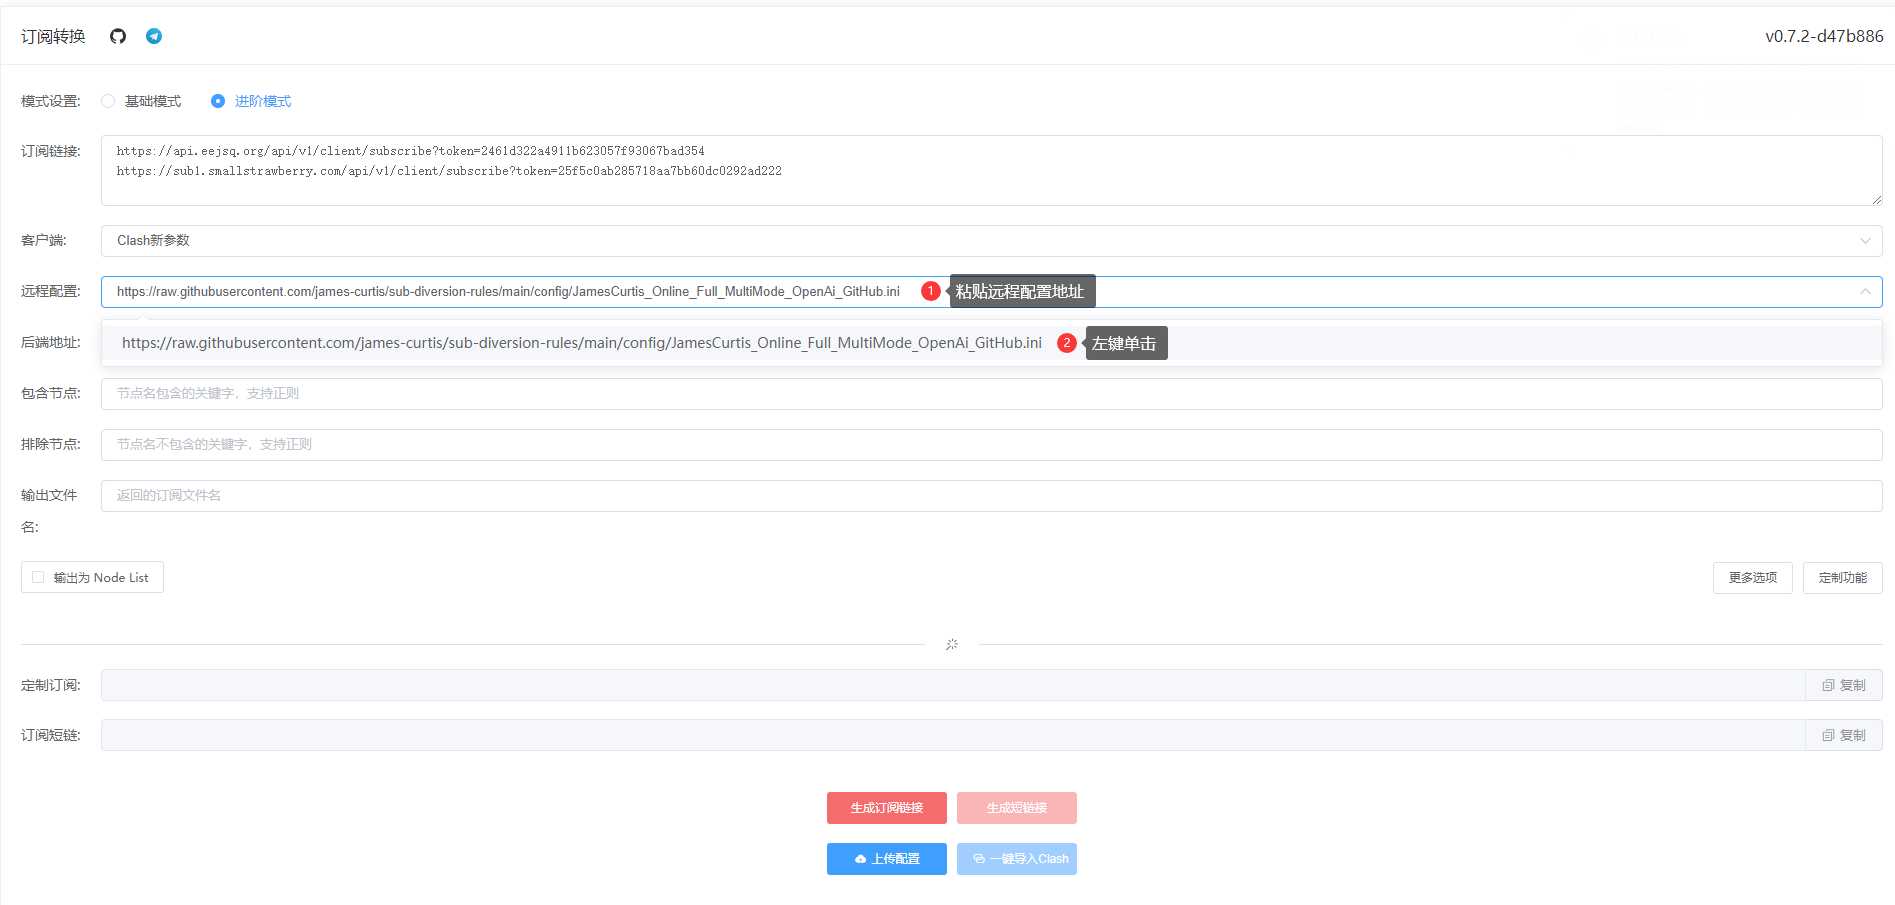 订阅转换
v0.7.2-d47b886
模式设置:
基础模式
进阶模式
订阅链接:
https://api.eejsq.org/api/v1/client/subscribe?token=2461d322a4911b623057f93067bad354
https://sub1.smallstrawberry.com/api/v1/client/subscribe?token=25f5c0ab285718aa7bb60dc0292ad222
客户端:
Clash新参数
远程配置:
https://raw.githubusercontent.com/james-curtis/sub-diversion-rules/main/config/JamesCurtis_Online_Full_MultiMode_OpenAi_GitHub.ini
1 粘贴远程配置地址
后端地址:
https://raw.githubusercontent.com/james-curtis/sub-diversion-rules/main/config/JamesCurtis_Online_Full_MultiMode_OpenAi_GitHub.ini
2 左键单击
包含节点:
节点名包含的关键字，支持正则
排除节点:
节点名不包含的关键字，支持正则
输出文件
名:
返回的订阅文件名
输出为 Node List
更多选项
定制功能
定制订阅:
复制
订阅短链:
复制
生成订阅链接
生成短链接
上传配置
一键导入Clash